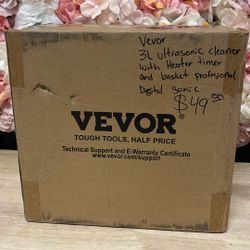 Vevor
3L ultrasonic cleaner
with Heater timer
and basket professional
Digital sonic
$49.50
VEVOR®
TOUGH TOOLS, HALF PRICE
Technical Support and E-Warranty Certificate
www.vevor.com/support